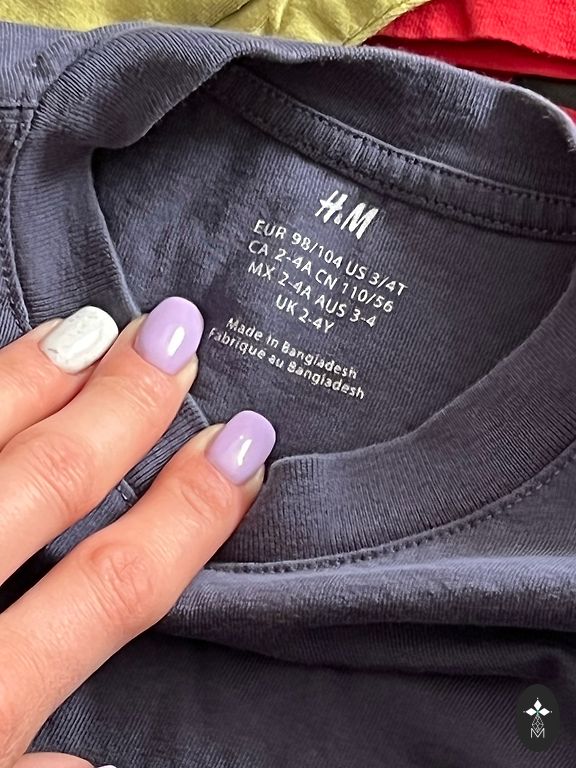 H&M
EUR 98/104 US 3/4T
CA 2-4A CN 110/56
MX 2-4A AUS 3-4
UK 2-4Y
Made in Bangladesh
Fabriqué au Bangladesh
M